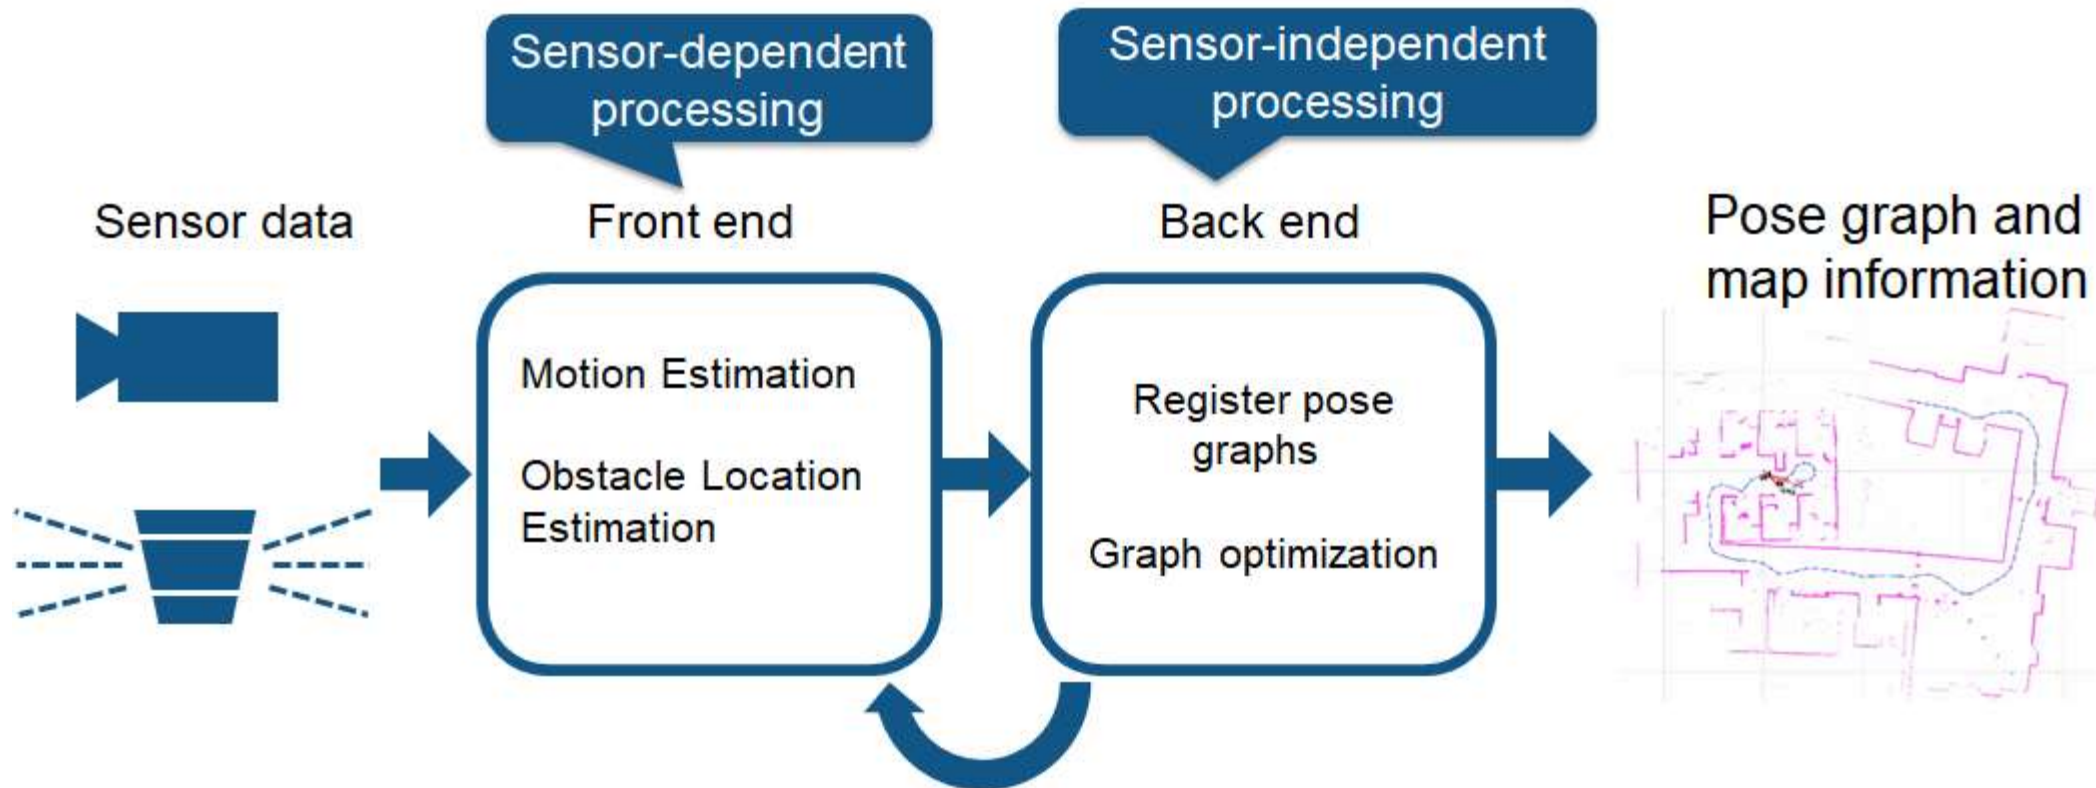 Sensor-dependent
processing
Sensor-independent
processing
Sensor data
Front end
Back end
Pose graph and
map information
Motion Estimation
Obstacle Location
Estimation
Register pose
graphs
Graph optimization